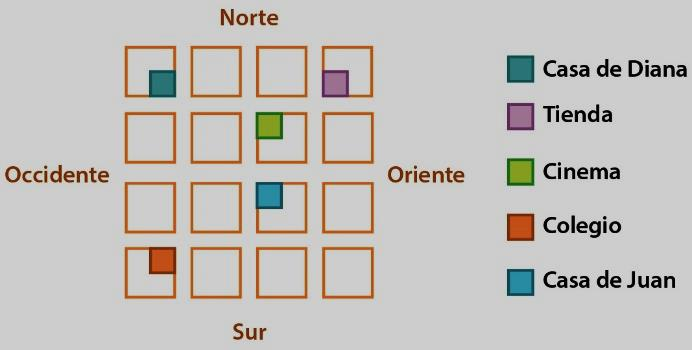 Norte
Occidente
Oriente
Sur
Casa de Diana
Tienda
Cinema
Colegio
Casa de Juan